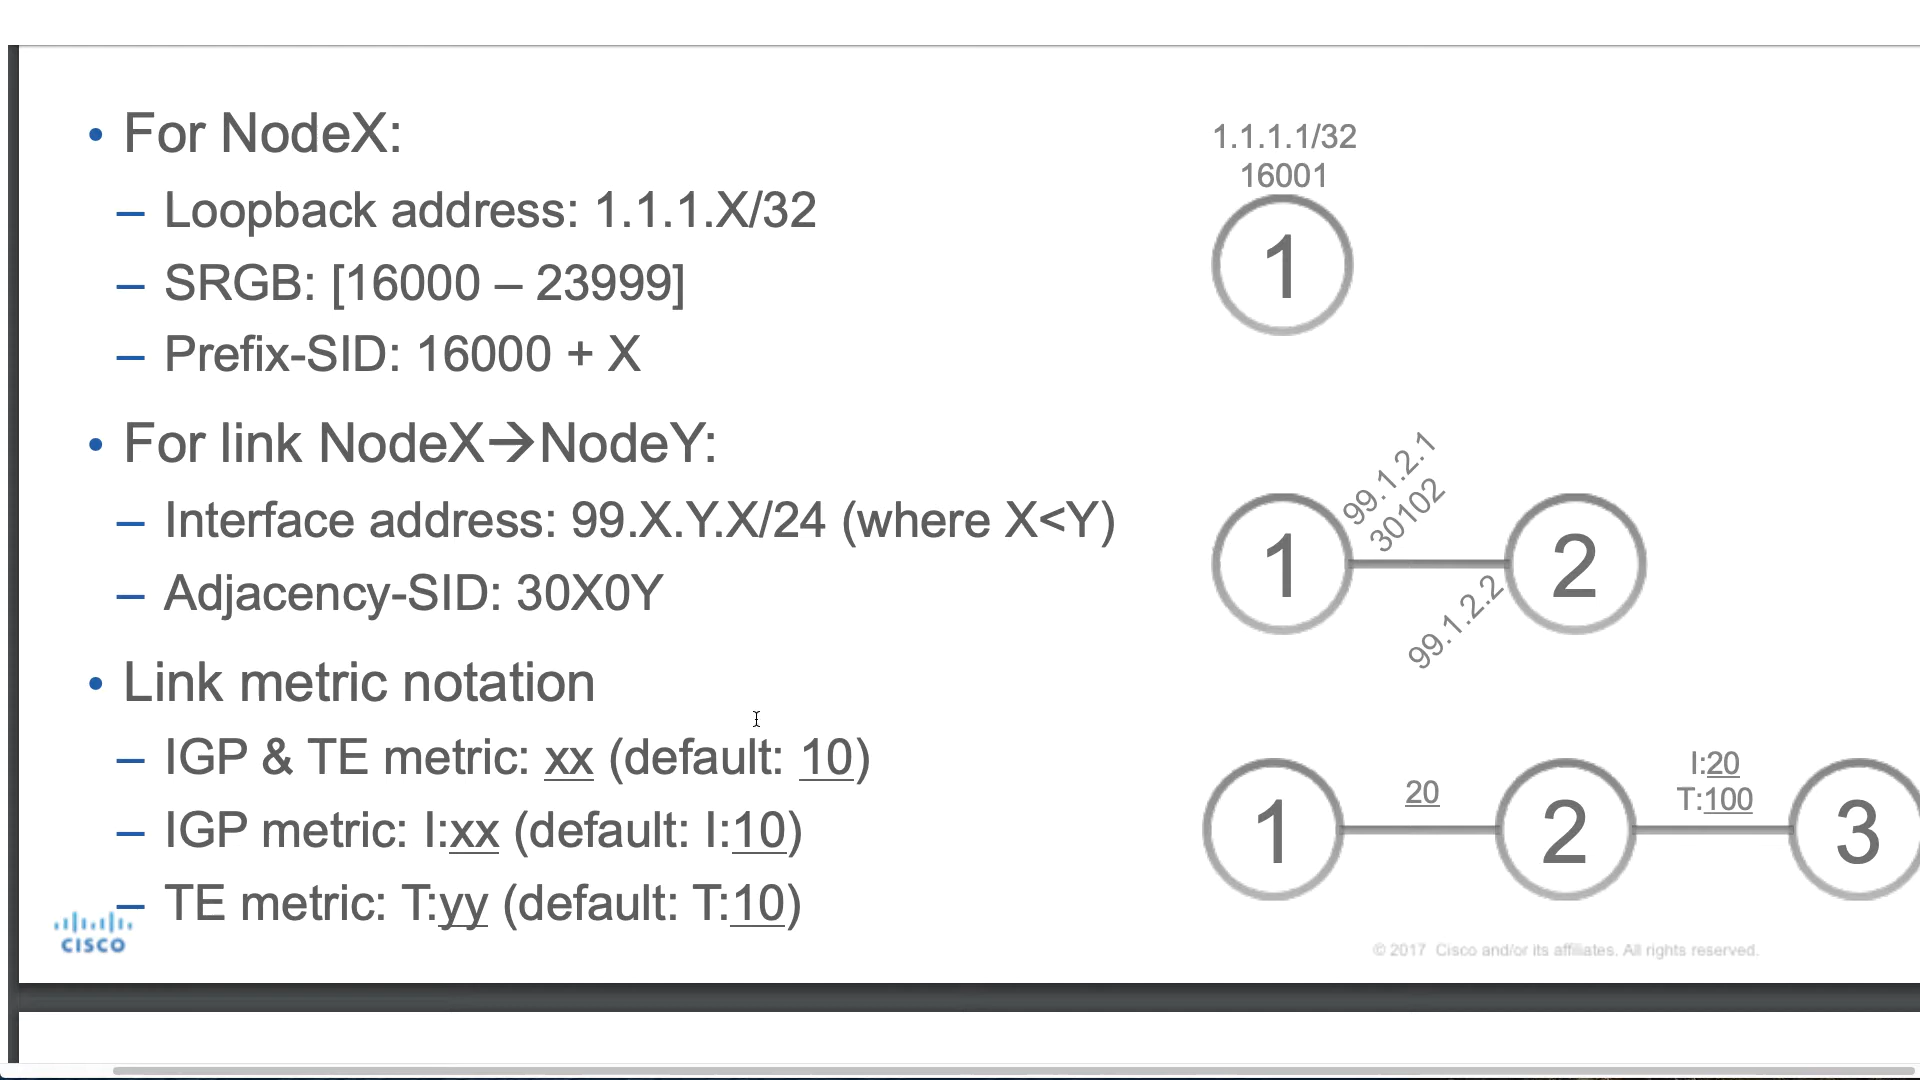 • For NodeX:
– Loopback address: 1.1.1.X/32
– SRGB: [16000 – 23999]
– Prefix-SID: 16000 + X
• For link NodeX→NodeY:
– Interface address: 99.X.Y.X/24 (where X<Y)
– Adjacency-SID: 30X0Y
• Link metric notation
– IGP & TE metric: xx (default: 10)
– IGP metric: I:xx (default: I:10)
– TE metric: T:yy (default: T:10)
1.1.1.1/32
16001
1
99.1.2.1
30102
1
2
99.1.2.2
I:20
20
T:100
1
2
3
CISCO
© 2017 Cisco and/or its affiliates. All rights reserved.